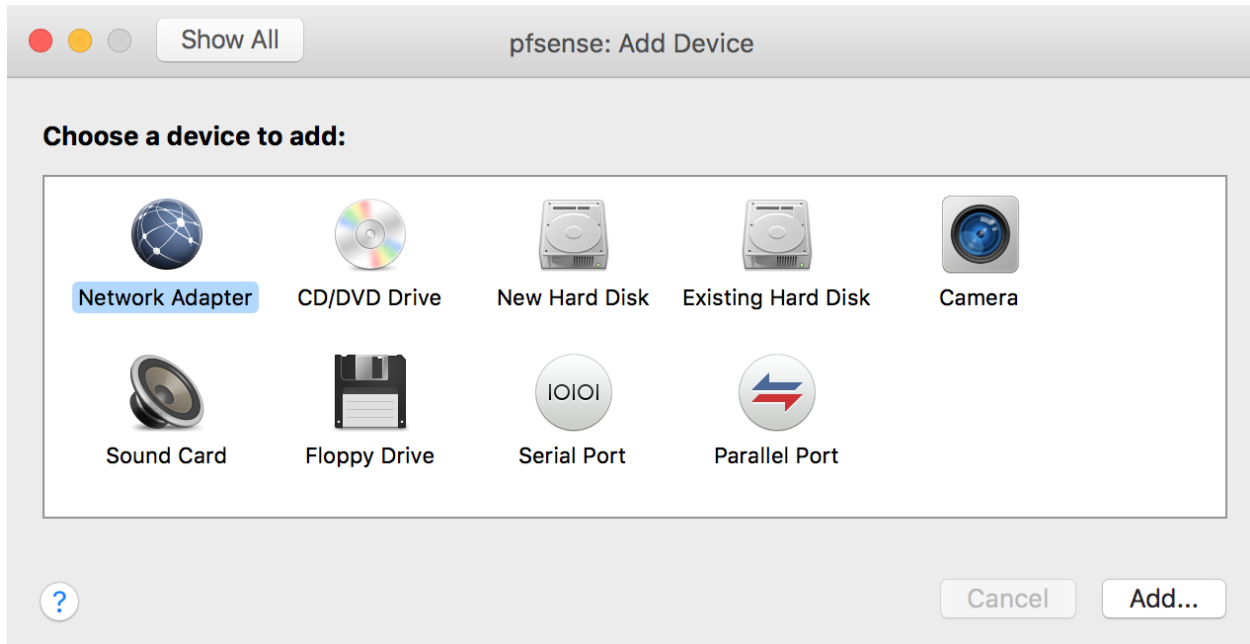 Show All
pfsense: Add Device
Choose a device to add:
Network Adapter
CD/DVD Drive
New Hard Disk
Existing Hard Disk
Camera
IOIOI
Sound Card
Floppy Drive
Serial Port
Parallel Port
?
Cancel
Add...